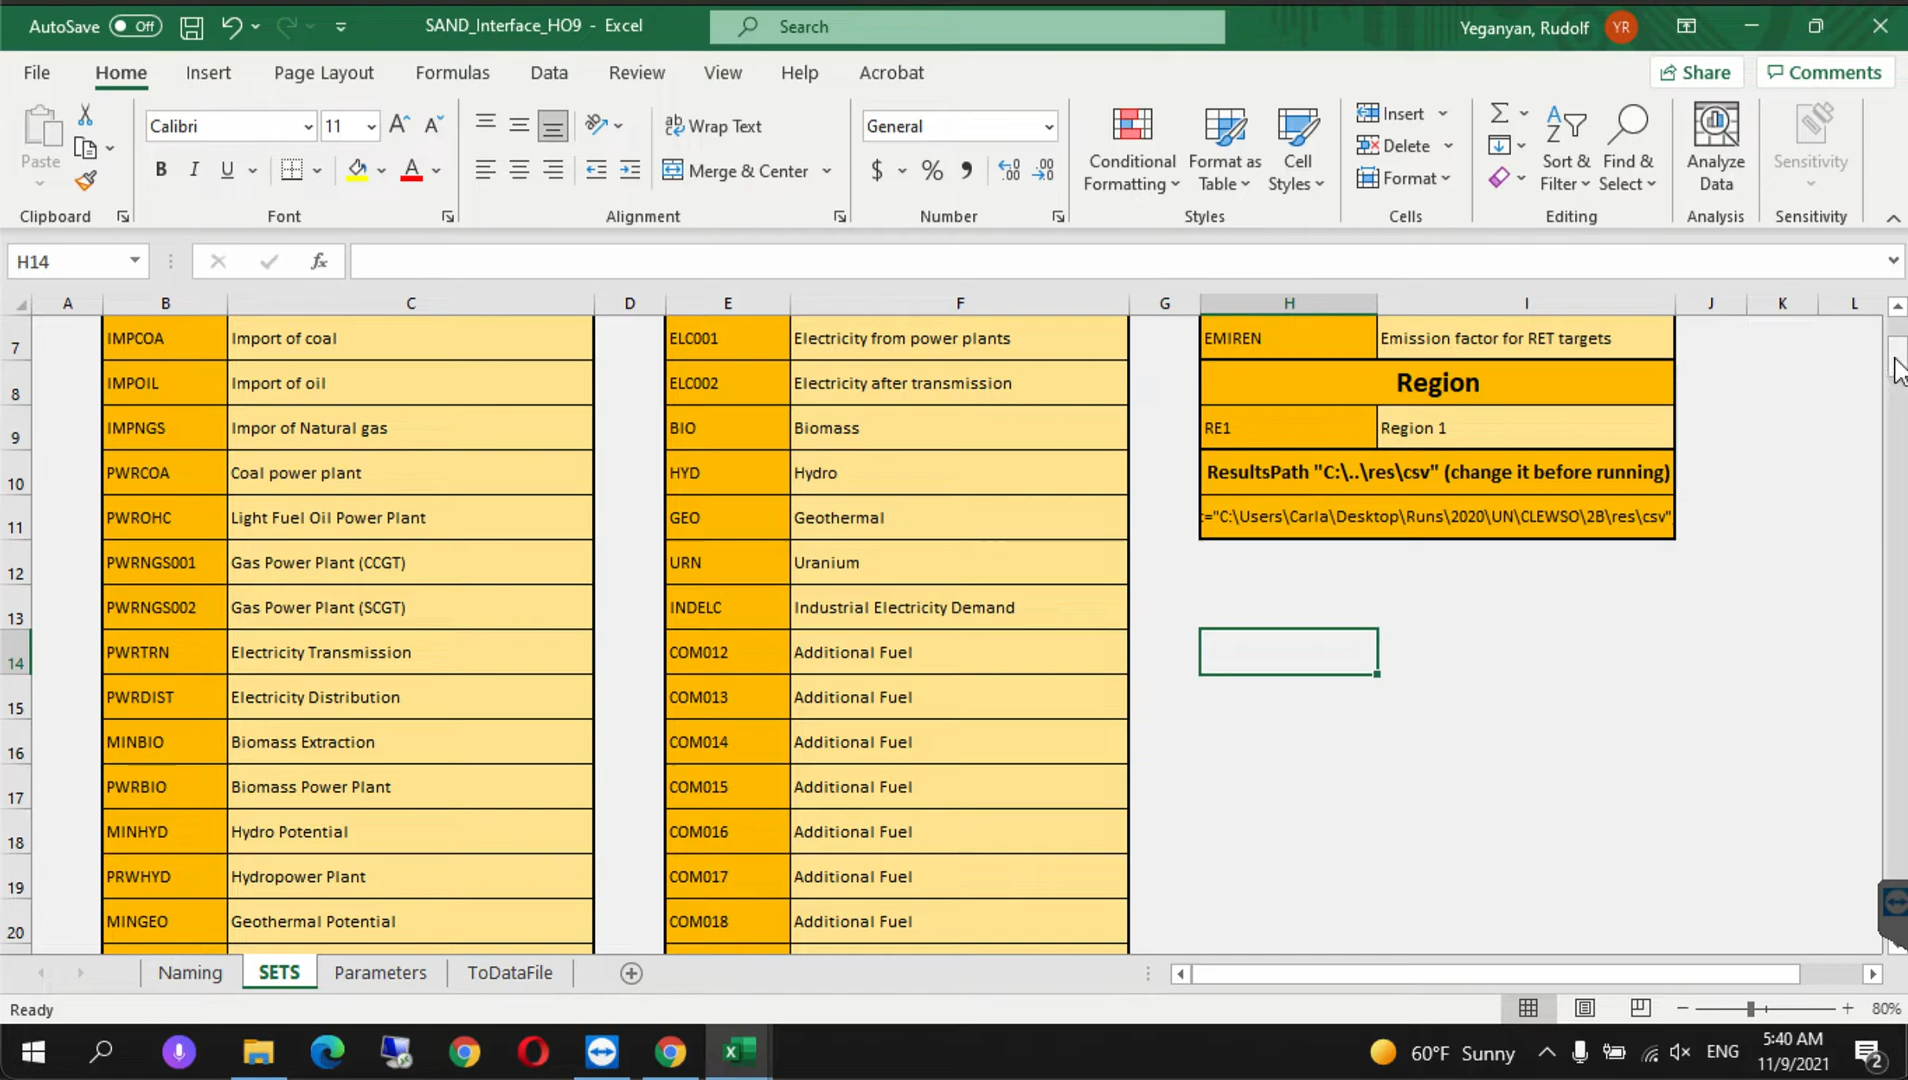 AutoSave Off SAND_Interface_HO9 - Excel Search Yeganyan, Rudolf YR
File Home Insert Page Layout Formulas Data Review View Help Acrobat Share Comments
Paste Calibri 11 Wrap Text General Conditional Formatting Format as Table Cell Styles Insert Sort & Filter Find & Select Analyze Data Sensitivity
B I U Merge & Center $ % Delete
Format
Clipboard Font Alignment Number Styles Cells Editing Analysis Sensitivity
H14 fx
A B C D E F G H I J K L
7 IMPCOA Import of coal ELC001 Electricity from power plants EMIREN Emission factor for RET targets
8 IMPOIL Import of oil ELC002 Electricity after transmission Region
9 IMPNGS Impor of Natural gas BIO Biomass RE1 Region 1
10 PWRCOA Coal power plant HYD Hydro ResultsPath "C:\..\res\csv" (change it before running)
11 PWROHC Light Fuel Oil Power Plant GEO Geothermal :="C:\Users\Carla\Desktop\Runs\2020\UN\CLEWSO\2B\res\csv"
12 PWRNGS001 Gas Power Plant (CCGT) URN Uranium
13 PWRNGS002 Gas Power Plant (SCGT) INDELC Industrial Electricity Demand
14 PWRTRN Electricity Transmission COM012 Additional Fuel
15 PWRDIST Electricity Distribution COM013 Additional Fuel
16 MINBIO Biomass Extraction COM014 Additional Fuel
17 PWRBIO Biomass Power Plant COM015 Additional Fuel
18 MINHYD Hydro Potential COM016 Additional Fuel
19 PRWHYD Hydropower Plant COM017 Additional Fuel
20 MINGEO Geothermal Potential COM018 Additional Fuel
Naming SETS Parameters ToDataFile
Ready 80%
60°F Sunny ENG 5:40 AM
11/9/2021 2